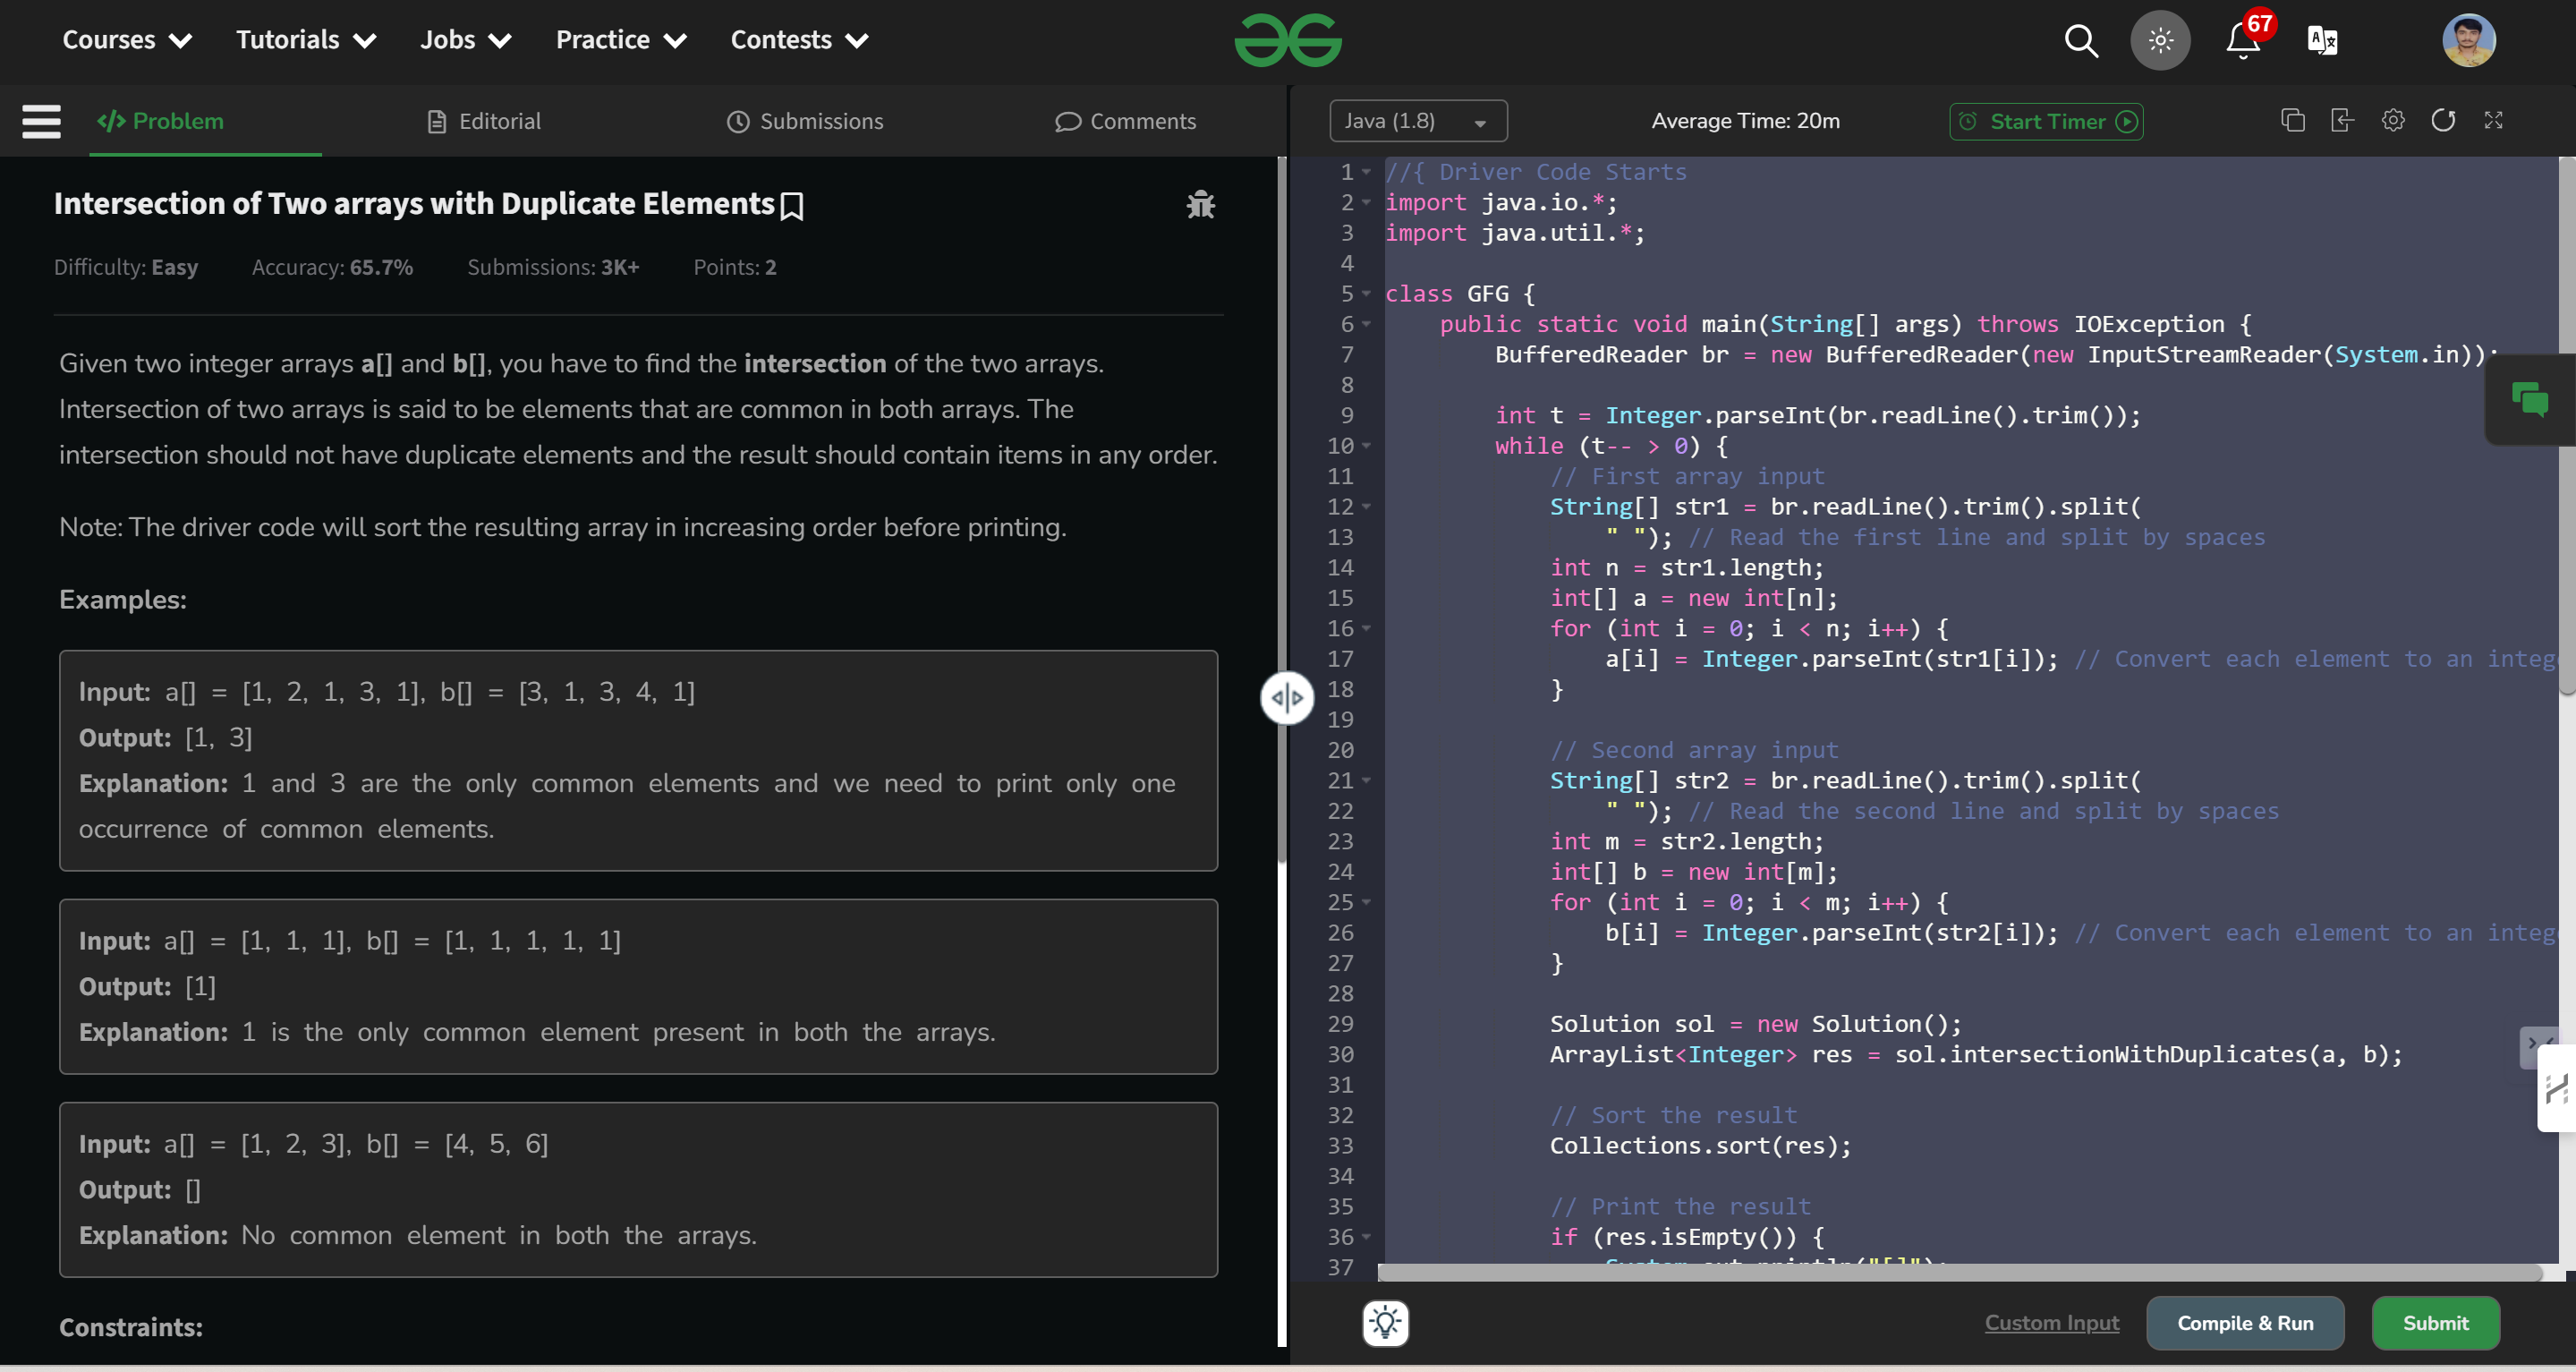 Courses Tutorials Jobs Practice Contests
67
Problem Editorial Submissions Comments
Java (1.8) Average Time: 20m Start Timer
Intersection of Two arrays with Duplicate Elements
Difficulty: Easy Accuracy: 65.7% Submissions: 3K+ Points: 2
Given two integer arrays a[] and b[], you have to find the intersection of the two arrays.
Intersection of two arrays is said to be elements that are common in both arrays. The
intersection should not have duplicate elements and the result should contain items in any order.
Note: The driver code will sort the resulting array in increasing order before printing.
Examples:
Input: a[] = [1, 2, 1, 3, 1], b[] = [3, 1, 3, 4, 1]
Output: [1, 3]
Explanation: 1 and 3 are the only common elements and we need to print only one
occurrence of common elements.
Input: a[] = [1, 1, 1], b[] = [1, 1, 1, 1, 1]
Output: [1]
Explanation: 1 is the only common element present in both the arrays.
Input: a[] = [1, 2, 3], b[] = [4, 5, 6]
Output: []
Explanation: No common element in both the arrays.
Constraints:
1 //{ Driver Code Starts
2 import java.io.*;
3 import java.util.*;
4
5 class GFG {
6 public static void main(String[] args) throws IOException {
7 BufferedReader br = new BufferedReader(new InputStreamReader(System.in));
8
9 int t = Integer.parseInt(br.readLine().trim());
10 while (t-- > 0) {
11 // First array input
12 String[] str1 = br.readLine().trim().split(
13 " "); // Read the first line and split by spaces
14 int n = str1.length;
15 int[] a = new int[n];
16 for (int i = 0; i < n; i++) {
17 a[i] = Integer.parseInt(str1[i]); // Convert each element to an integ
18 }
19
20 // Second array input
21 String[] str2 = br.readLine().trim().split(
22 " "); // Read the second line and split by spaces
23 int m = str2.length;
24 int[] b = new int[m];
25 for (int i = 0; i < m; i++) {
26 b[i] = Integer.parseInt(str2[i]); // Convert each element to an integ
27 }
28
29 Solution sol = new Solution();
30 ArrayList<Integer> res = sol.intersectionWithDuplicates(a, b);
31
32 // Sort the result
33 Collections.sort(res);
34
35 // Print the result
36 if (res.isEmpty()) {
37 System.out.println("[]");
Custom Input Compile & Run Submit